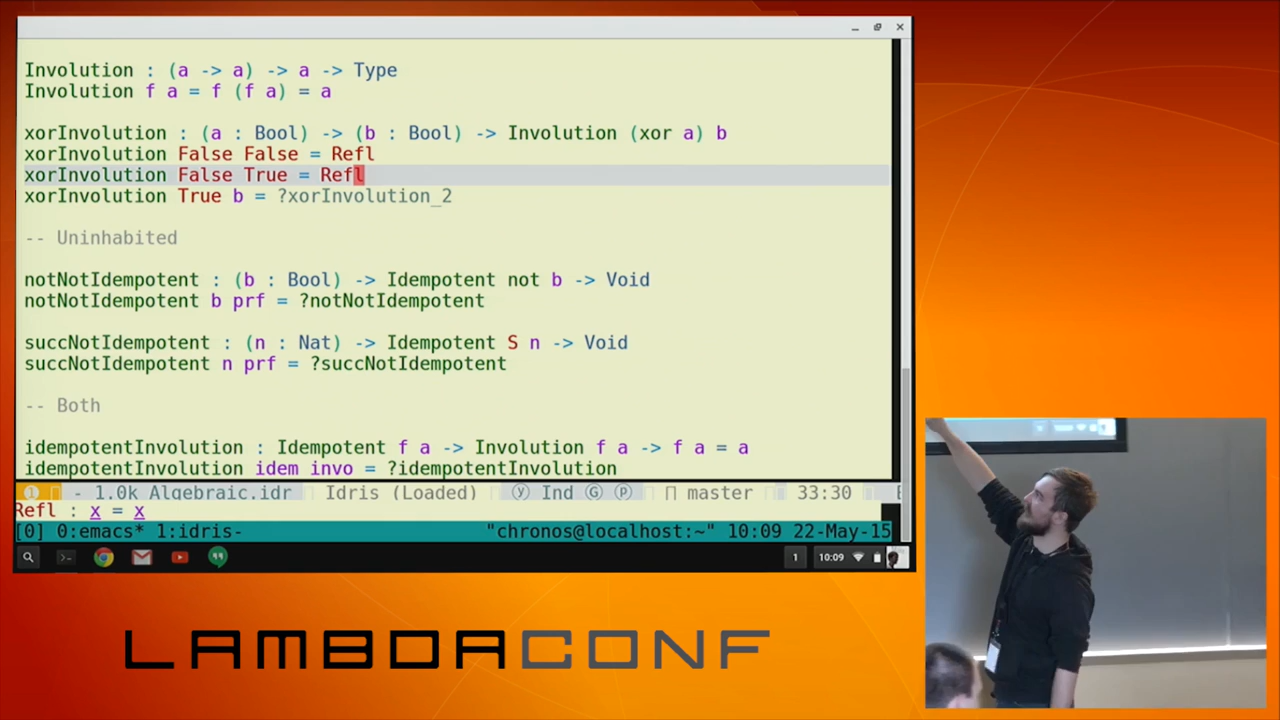 Involution : (a -> a) -> a -> Type
Involution f a = f (f a) = a
xorInvolution : (a : Bool) -> (b : Bool) -> Involution (xor a) b
xorInvolution False False = Refl
xorInvolution False True = Refl
xorInvolution True b = ?xorInvolution_2
-- Uninhabited
notNotIdempotent : (b : Bool) -> Idempotent not b -> Void
notNotIdempotent b prf = ?notNotIdempotent
succNotIdempotent : (n : Nat) -> Idempotent S n -> Void
succNotIdempotent n prf = ?succNotIdempotent
-- Both
idempotentInvolution : Idempotent f a -> Involution f a -> f a = a
idempotentInvolution idem invo = ?idempotentInvolution
- 1.0k Algebraic.idr Idris (Loaded) Ind master 33:30
Refl : x = x
[0] 0:emacs* 1:idris- "chronos@localhost:~" 10:09 22-May-15
1 10:09
LAMBDACONF